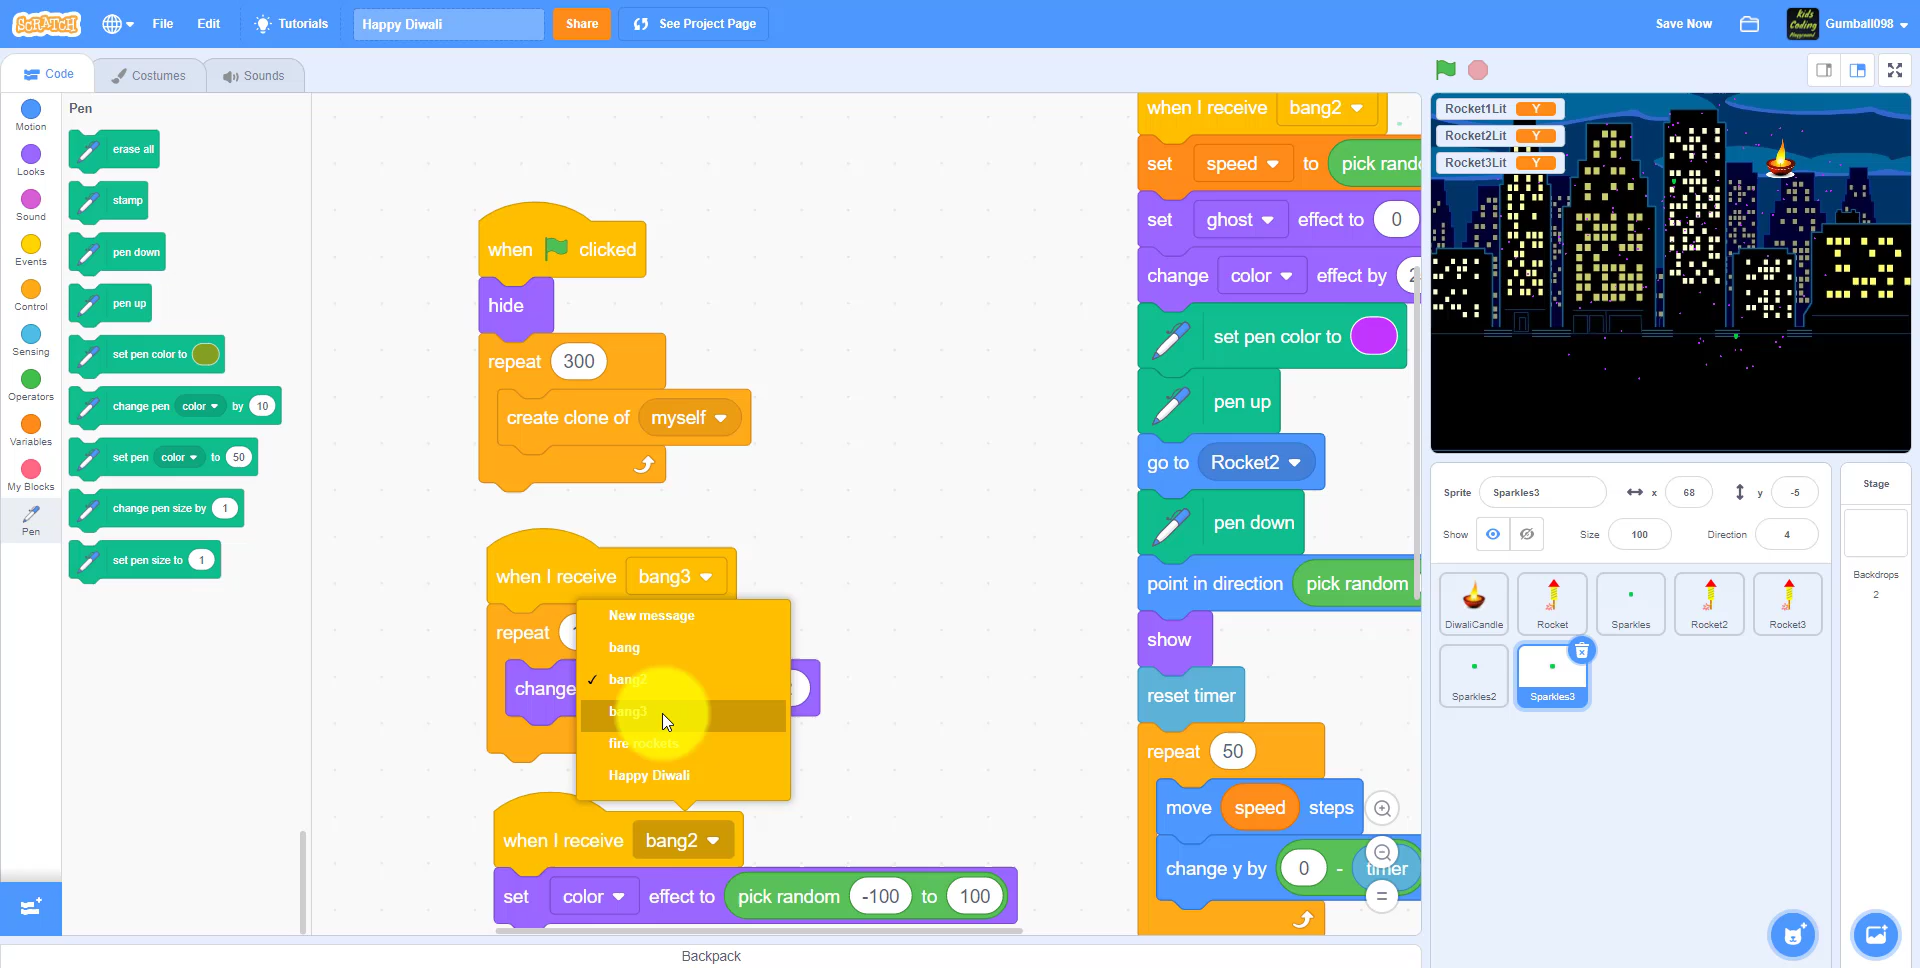 SCRATCH
File
Edit
Tutorials
Happy Diwali
Share
See Project Page
Save Now
Kids
Coding
Playground
Gumball098
Code
Costumes
Sounds
Motion
Looks
Sound
Events
Control
Sensing
Operators
Variables
My Blocks
Pen
Pen
erase all
stamp
pen down
pen up
set pen color to
change pen color by 10
set pen color to 50
change pen size by 1
set pen size to 1
when clicked
hide
repeat 300
create clone of myself
when I receive bang3
repeat
change
New message
bang
✓ bang2
bang3
fire rockets
Happy Diwali
when I receive bang2
set color effect to pick random -100 to 100
when I receive bang2
set speed to pick rand
set ghost effect to 0
change color effect by 2
set pen color to
pen up
go to Rocket2
pen down
point in direction pick random
show
reset timer
repeat 50
move speed steps
change y by 0 - timer
Backpack
Rocket1Lit Y
Rocket2Lit Y
Rocket3Lit Y
Sprite Sparkles3 x 68 y -5
Show Size 100 Direction 4
DiwaliCandle
Rocket
Sparkles
Rocket2
Rocket3
Sparkles2
Sparkles3
Stage
Backdrops
2